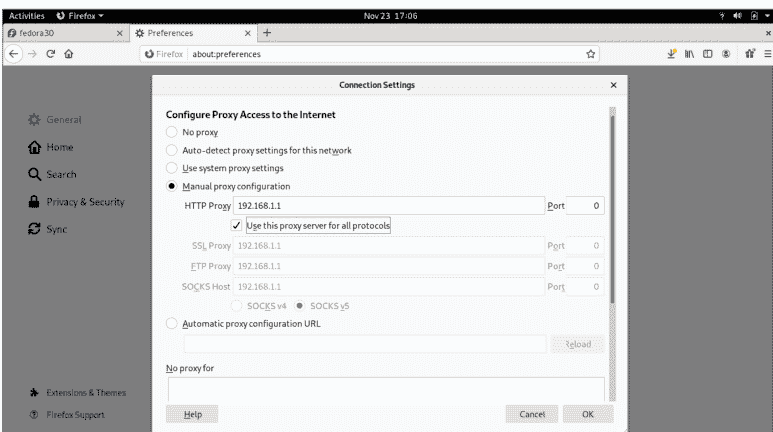 Activities Firefox Nov 23 17:06
fedora30 Preferences
Firefox about:preferences
Connection Settings
Configure Proxy Access to the Internet
General
No proxy
Home
Auto-detect proxy settings for this network
Search
Use system proxy settings
Privacy & Security
Manual proxy configuration
HTTP Proxy 192.168.1.1 Port 0
Sync
Use this proxy server for all protocols
SSL Proxy 192.168.1.1 Port 0
FTP Proxy 192.168.1.1 Port 0
SOCKS Host 192.168.1.1 Port 0
SOCKS v4 SOCKS v5
Automatic proxy configuration URL
Reload
No proxy for
Extensions & Themes
Firefox Support
Help Cancel OK